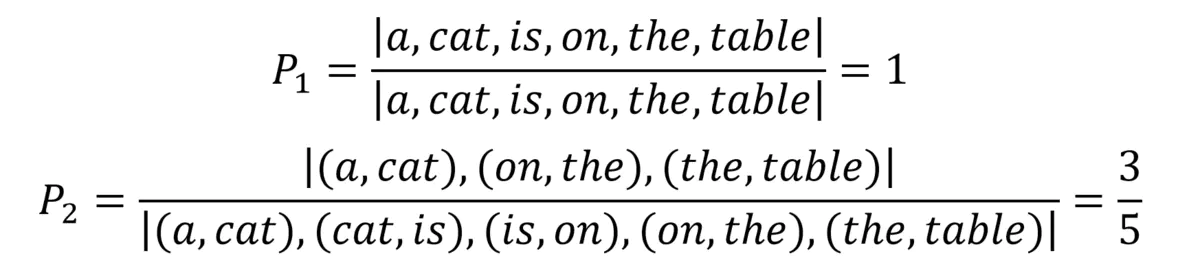 P₁ = |a, cat, is, on, the, table| / |a, cat, is, on, the, table| = 1
P₂ = |(a, cat), (on, the), (the, table)| / |(a, cat), (cat, is), (is, on), (on, the), (the, table)| = 3/5